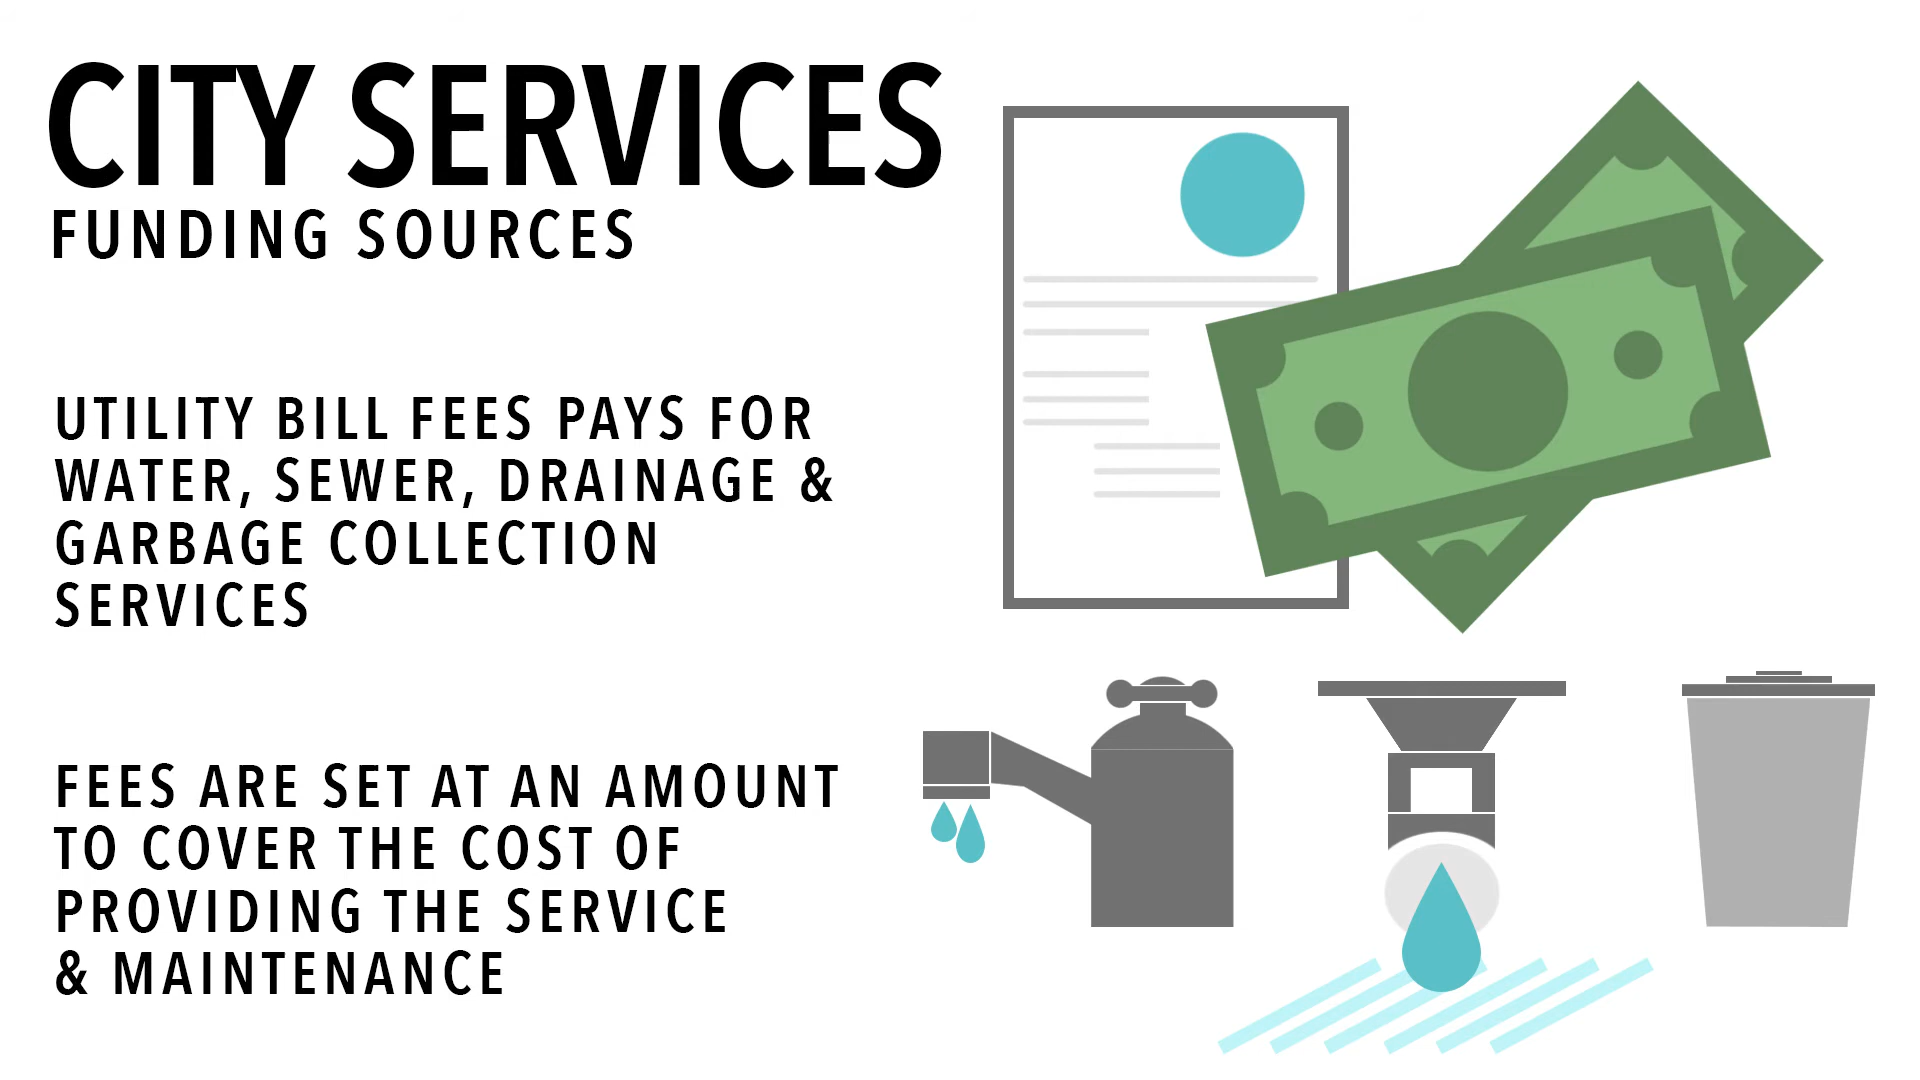 CITY SERVICES
FUNDING SOURCES
UTILITY BILL FEES PAYS FOR
WATER, SEWER, DRAINAGE &
GARBAGE COLLECTION
SERVICES
FEES ARE SET AT AN AMOUNT
TO COVER THE COST OF
PROVIDING THE SERVICE
& MAINTENANCE